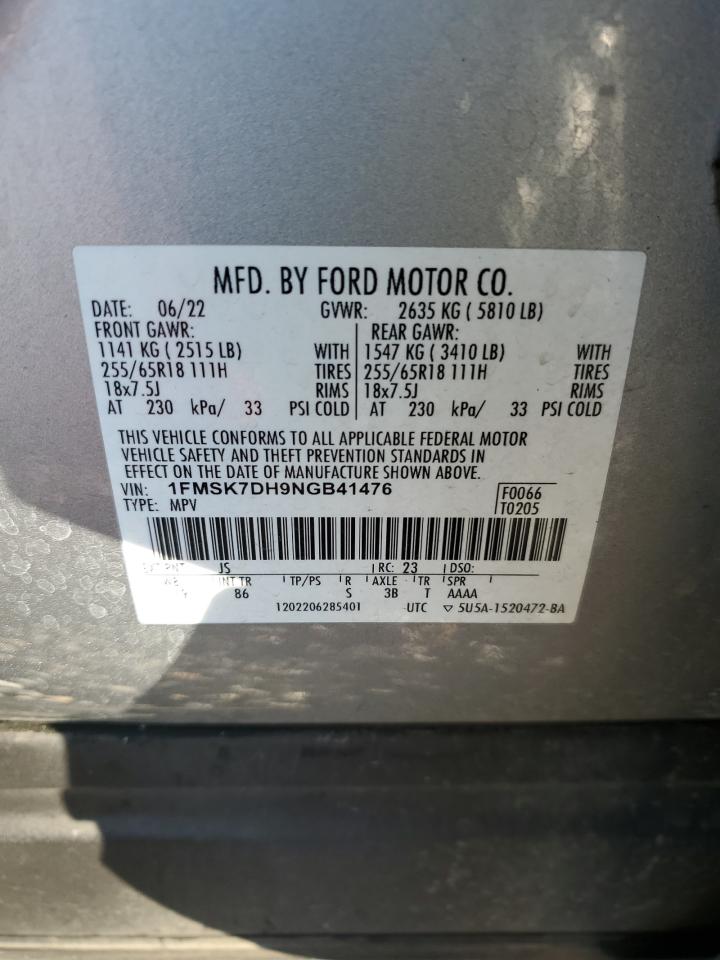 MFD. BY FORD MOTOR CO.
DATE: 06/22 GVWR: 2635 KG ( 5810 LB)
FRONT GAWR: REAR GAWR:
1141 KG ( 2515 LB) WITH 1547 KG ( 3410 LB) WITH
255/65R18 111H TIRES 255/65R18 111H TIRES
18x7.5J RIMS 18x7.5J RIMS
AT 230 kPa/ 33 PSI COLD AT 230 kPa/ 33 PSI COLD
THIS VEHICLE CONFORMS TO ALL APPLICABLE FEDERAL MOTOR
VEHICLE SAFETY AND THEFT PREVENTION STANDARDS IN
EFFECT ON THE DATE OF MANUFACTURE SHOWN ABOVE.
VIN: 1FMSK7DH9NGB41476 F0066
TYPE: MPV T0205
EXT PNT JS RC: 23 DSO:
WB INT TR TP/PS R AXLE TR SPR
86 S 3B T AAAA
1202206285401 UTC ▽ 5U5A-1520472-BA